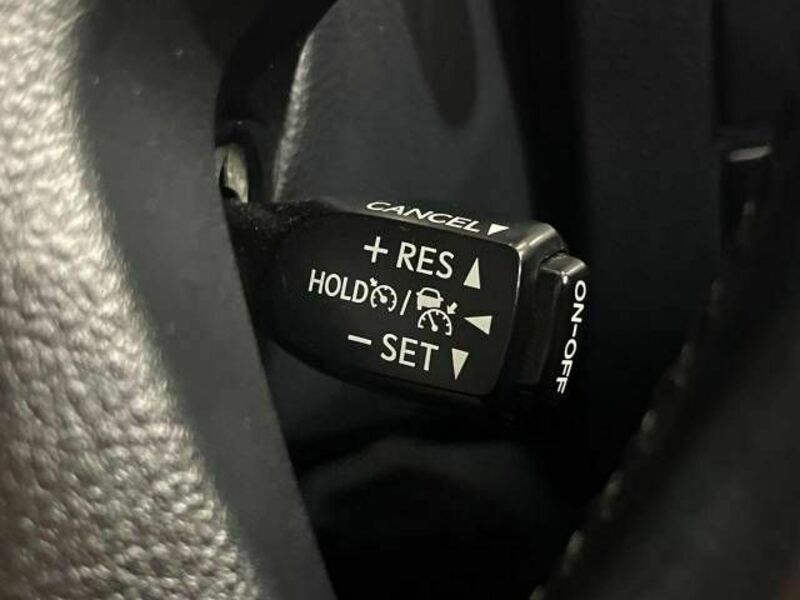 CANCEL▼
+ RES ▲
HOLD / ◀
− SET ▼
ON-OFF